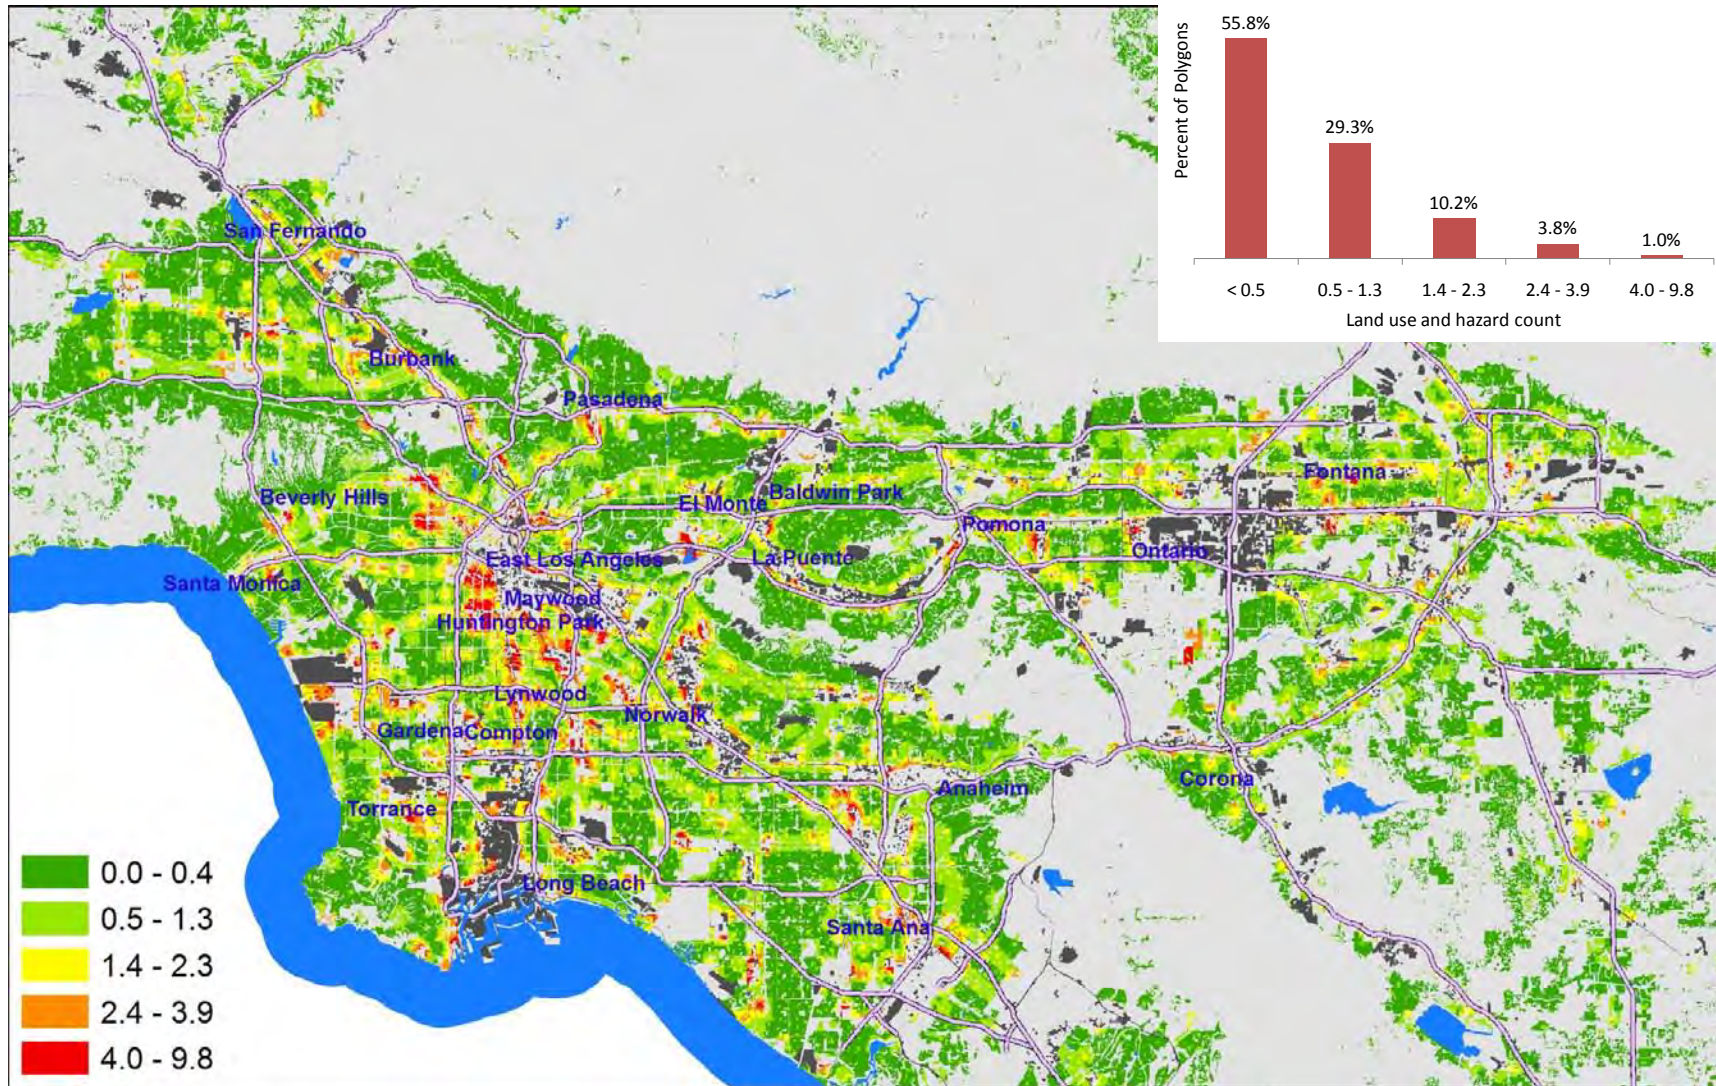 55.8%
29.3%
10.2%
3.8%
1.0%
Percent of Polygons
< 0.5
0.5 - 1.3
1.4 - 2.3
2.4 - 3.9
4.0 - 9.8
Land use and hazard count
San Fernando
Burbank
Pasadena
Fontana
Beverly Hills
Baldwin Park
El Monte
Pomona
Ontario
East Los Angeles
La Puente
Santa Monica
Maywood
Huntington Park
Lynwood
Norwalk
Gardena
Compton
Corona
Anaheim
Torrance
Long Beach
Santa Ana
0.0 - 0.4
0.5 - 1.3
1.4 - 2.3
2.4 - 3.9
4.0 - 9.8